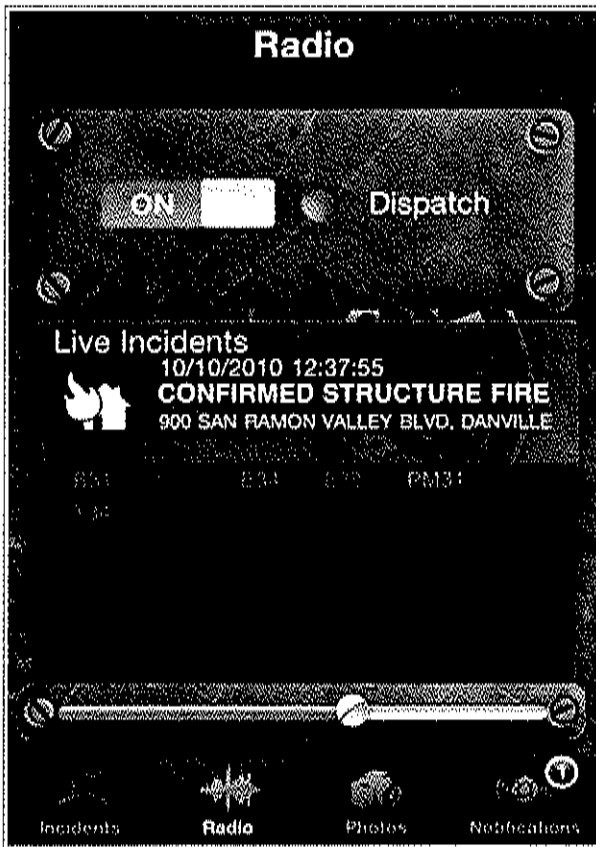 Radio
ON
Dispatch
Live Incidents
10/10/2010 12:37:55
CONFIRMED STRUCTURE FIRE
900 SAN RAMON VALLEY BLVD, DANVILLE
PM31
Incidents
Radio
Photos
Notifications